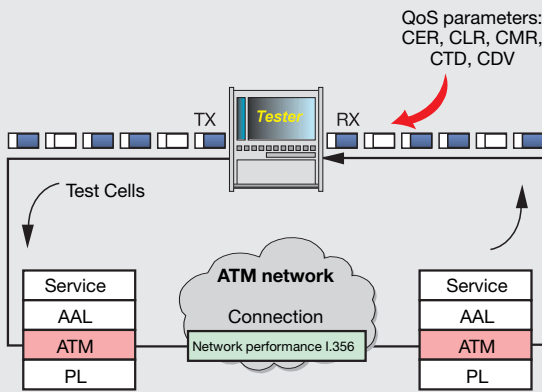 QoS parameters:
CER, CLR, CMR,
CTD, CDV
TX
Tester
RX
Test Cells
ATM network
Connection
Network performance I.356
Service
AAL
ATM
PL
Service
AAL
ATM
PL